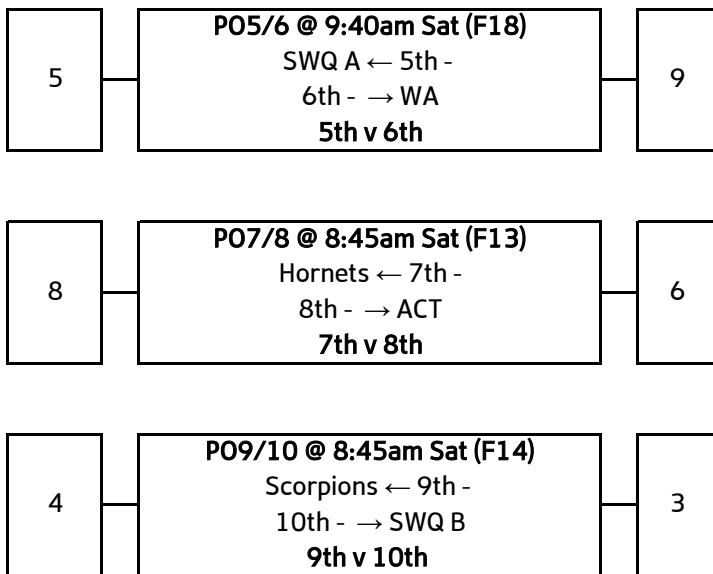 PO5/6 @ 9:40am Sat (F18)
5
SWQ A ← 5th -
6th - → WA
9
5th v 6th
PO7/8 @ 8:45am Sat (F13)
8
Hornets ← 7th -
8th - → ACT
6
7th v 8th
PO9/10 @ 8:45am Sat (F14)
4
Scorpions ← 9th -
10th - → SWQ B
3
9th v 10th